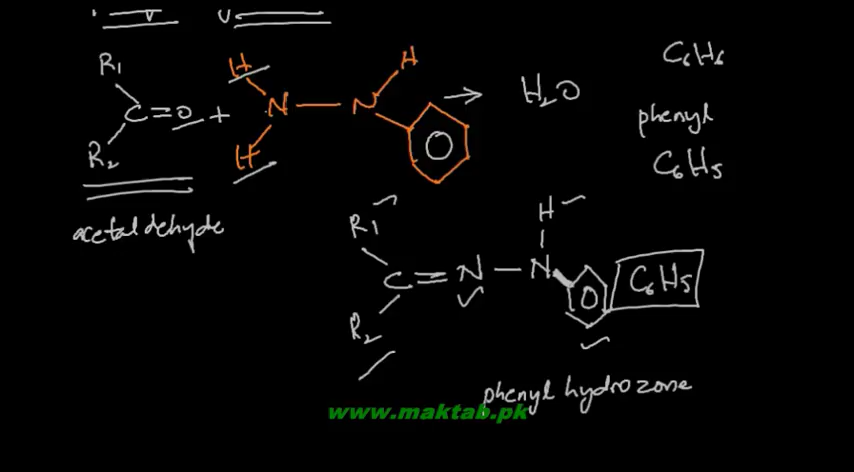 R1
C=O + H N — N H → H2O
H
R2
acetaldehyde
C6H6
phenyl
C6H5
R1
H
C=N — N
C6H5
R2
phenyl hydrozone
www.maktab.pk